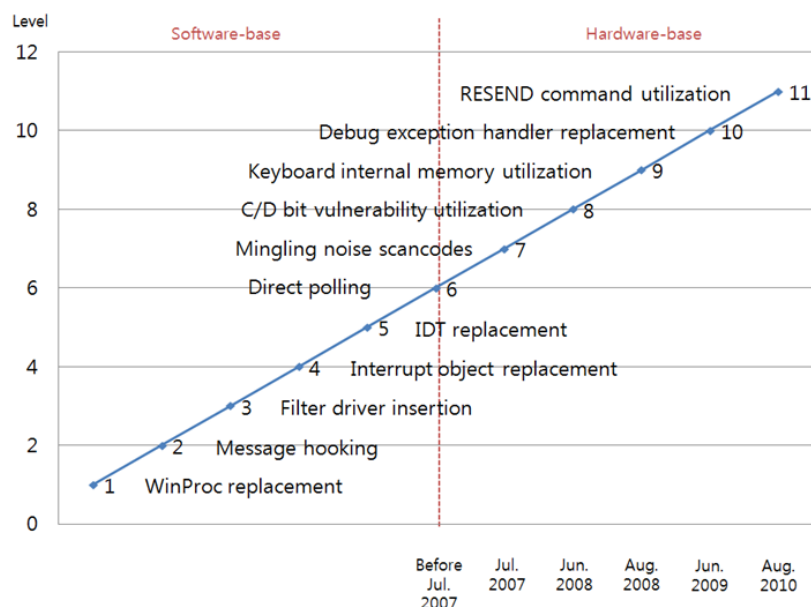 Level
Software-base Hardware-base
12
RESEND command utilization 11
10 Debug exception handler replacement 10
Keyboard internal memory utilization 9
8 C/D bit vulnerability utilization 8
Mingling noise scancodes 7
6 Direct polling 6
5 IDT replacement
4 4 Interrupt object replacement
3 Filter driver insertion
2 2 Message hooking
1 WinProc replacement
0
Before Jul. Jun. Aug. Jun. Aug.
Jul. 2007 2008 2008 2009 2010
2007